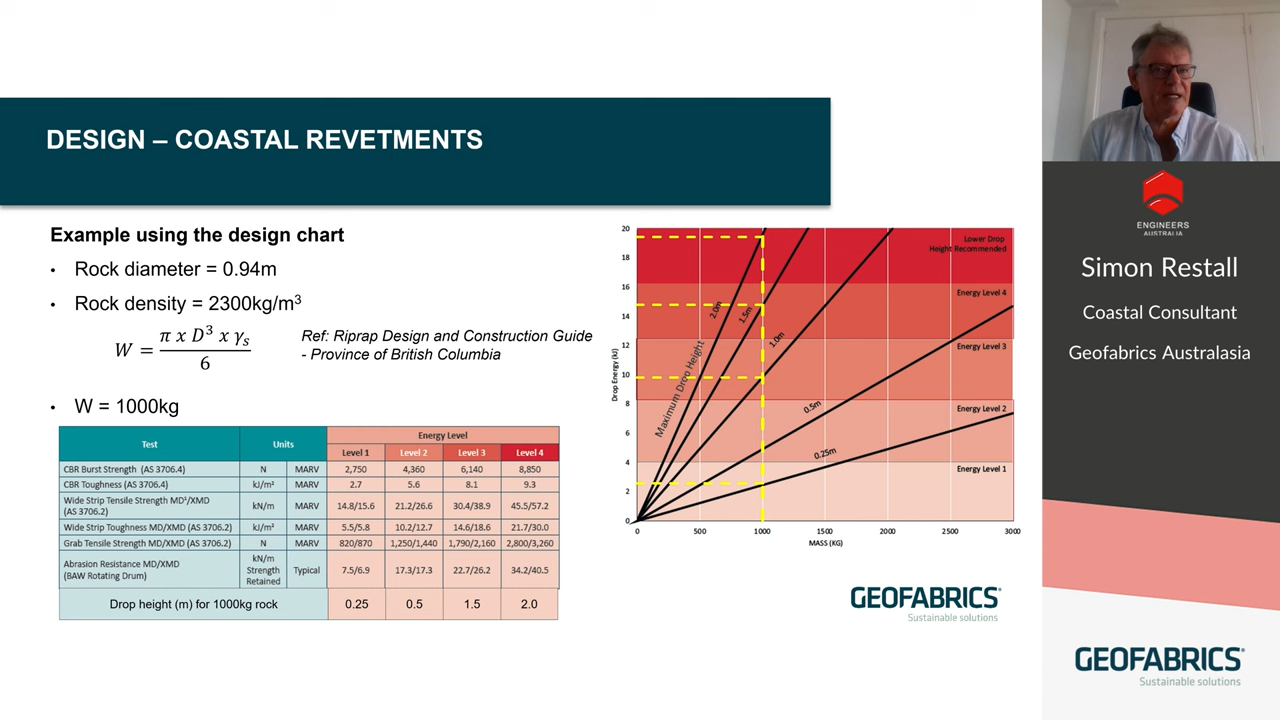 DESIGN – COASTAL REVETMENTS
Example using the design chart
• Rock diameter = 0.94m
• Rock density = 2300kg/m³
W = π x D³ x γs / 6
Ref: Riprap Design and Construction Guide
- Province of British Columbia
• W = 1000kg
Test Units Energy Level
Level 1 Level 2 Level 3 Level 4
CBR Burst Strength (AS 3706.4) N MARV 2,750 4,360 6,140 8,850
CBR Toughness (AS 3706.4) kJ/m² MARV 2.7 5.6 8.1 9.3
Wide Strip Tensile Strength MD¹/XMD
(AS 3706.2) kN/m MARV 14.8/15.6 21.2/26.6 30.4/38.9 45.5/57.2
Wide Strip Toughness MD/XMD (AS 3706.2) kJ/m² MARV 5.5/5.8 10.2/12.7 14.6/18.6 21.7/30.0
Grab Tensile Strength MD/XMD (AS 3706.2) N MARV 820/870 1,250/1,440 1,790/2,160 2,800/3,260
Abrasion Resistance MD/XMD
(BAW Rotating Drum) kN/m Strength Retained Typical 7.5/6.9 17.3/17.3 22.7/26.2 34.2/40.5
Drop height (m) for 1000kg rock 0.25 0.5 1.5 2.0
Drop Energy (kJ)
20
18
16
14
12
10
8
6
4
2
0
0 500 1000 1500 2000 2500 3000
MASS (KG)
Maximum Drop Height
2.0m
1.5m
1.0m
0.5m
0.25m
Lower Drop
Height Recommended
Energy Level 4
Energy Level 3
Energy Level 2
Energy Level 1
GEOFABRICS®
Sustainable solutions
ENGINEERS
AUSTRALIA
Simon Restall
Coastal Consultant
Geofabrics Australasia
GEOFABRICS®
Sustainable solutions